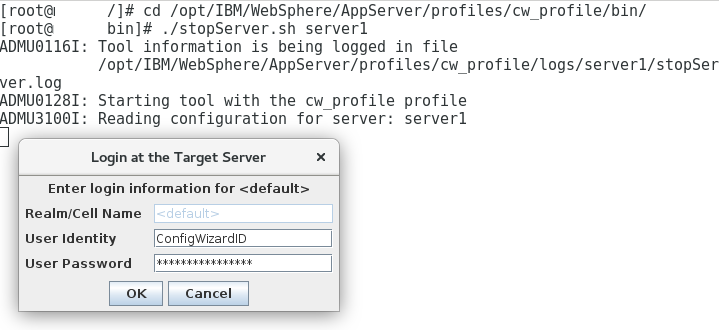 [root@ /]# cd /opt/IBM/WebSphere/AppServer/profiles/cw_profile/bin/
[root@ bin]# ./stopServer.sh server1
ADMU0116I: Tool information is being logged in file
/opt/IBM/WebSphere/AppServer/profiles/cw_profile/logs/server1/stopSer
ver.log
ADMU0128I: Starting tool with the cw_profile profile
ADMU3100I: Reading configuration for server: server1
Login at the Target Server ×
Enter login information for <default>
Realm/Cell Name <default>
User Identity ConfigWizardID
User Password ****************
OK Cancel